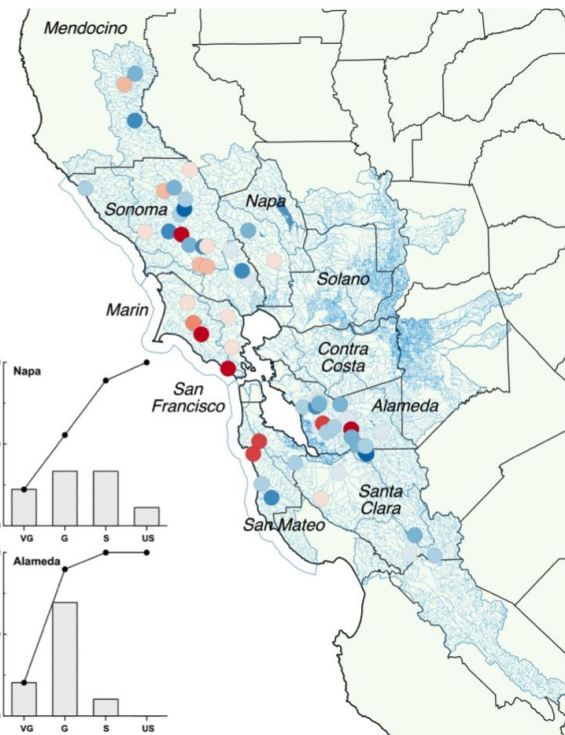 Mendocino
Sonoma
Napa
Solano
Marin
Contra
Costa
San
Francisco
Alameda
Santa
Clara
San Mateo
Napa
VG G S US
Alameda
VG G S US